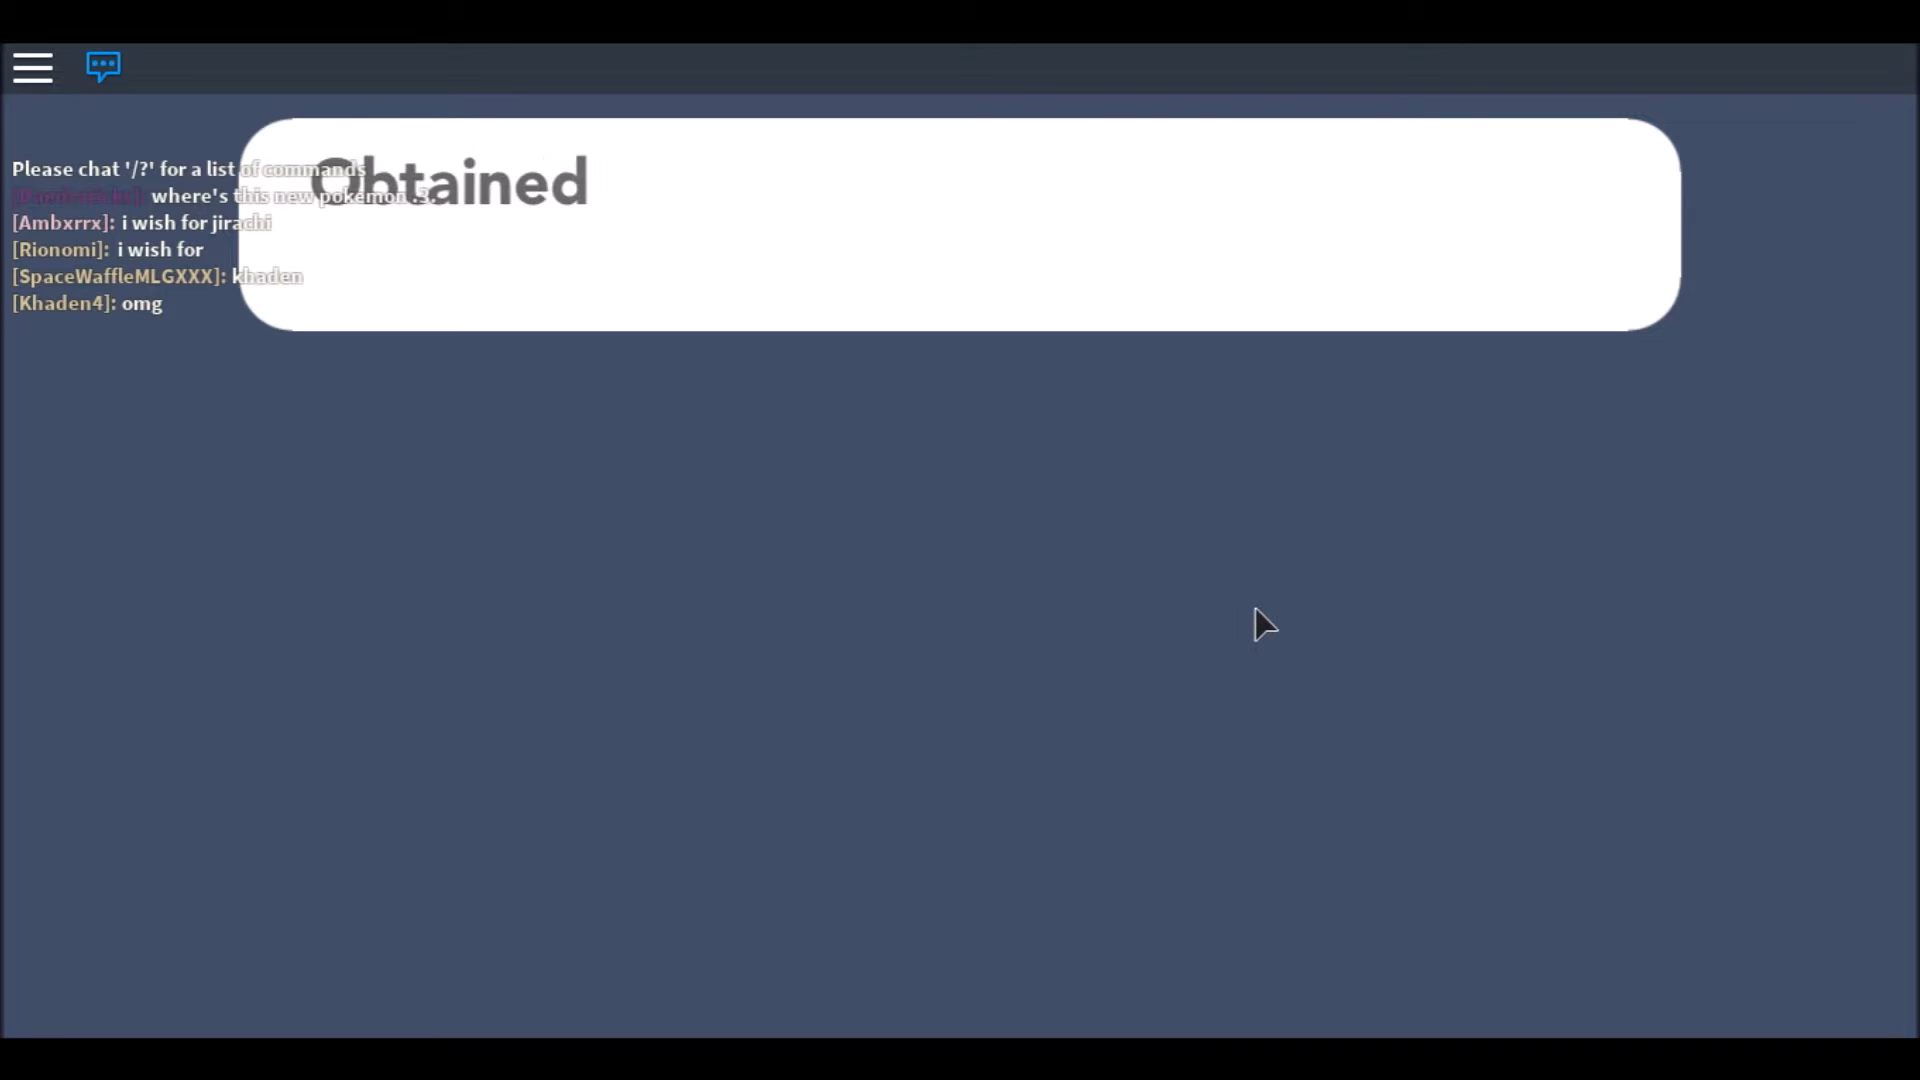 Obtained
Please chat '/?' for a list of commands
where's this new pokemon :3
[Ambxrrx]: i wish for jirachi
[Rionomi]: i wish for
[SpaceWaffleMLGXXX]: khaden
[Khaden4]: omg